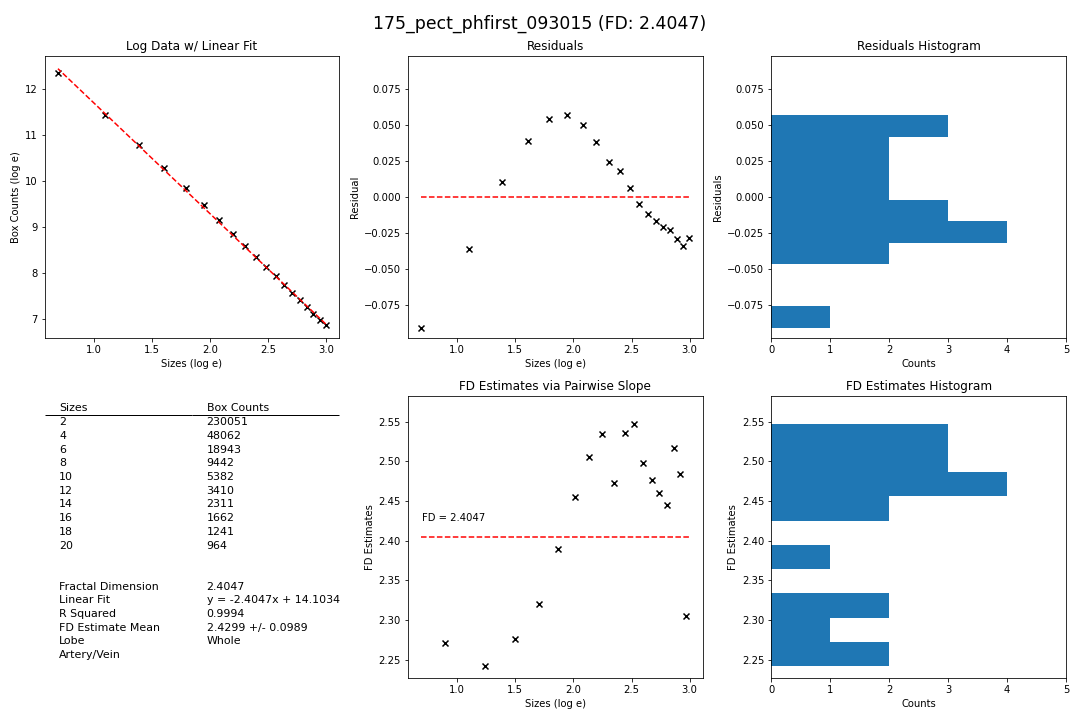 175_pect_phfirst_093015 (FD: 2.4047)
Log Data w/ Linear Fit
Box Counts (log e)
12
11
10
9
8
7
1.0 1.5 2.0 2.5 3.0
Sizes (log e)
Residuals
Residual
0.075
0.050
0.025
0.000
−0.025
−0.050
−0.075
1.0 1.5 2.0 2.5 3.0
Sizes (log e)
Residuals Histogram
Residuals
0.075
0.050
0.025
0.000
−0.025
−0.050
−0.075
0 1 2 3 4 5
Counts
Sizes Box Counts
2 230051
4 48062
6 18943
8 9442
10 5382
12 3410
14 2311
16 1662
18 1241
20 964
Fractal Dimension 2.4047
Linear Fit y = -2.4047x + 14.1034
R Squared 0.9994
FD Estimate Mean 2.4299 +/- 0.0989
Lobe Whole
Artery/Vein
FD Estimates via Pairwise Slope
FD Estimates
2.55
2.50
2.45
2.40
2.35
2.30
2.25
FD = 2.4047
1.0 1.5 2.0 2.5 3.0
Sizes (log e)
FD Estimates Histogram
FD Estimates
2.55
2.50
2.45
2.40
2.35
2.30
2.25
0 1 2 3 4 5
Counts